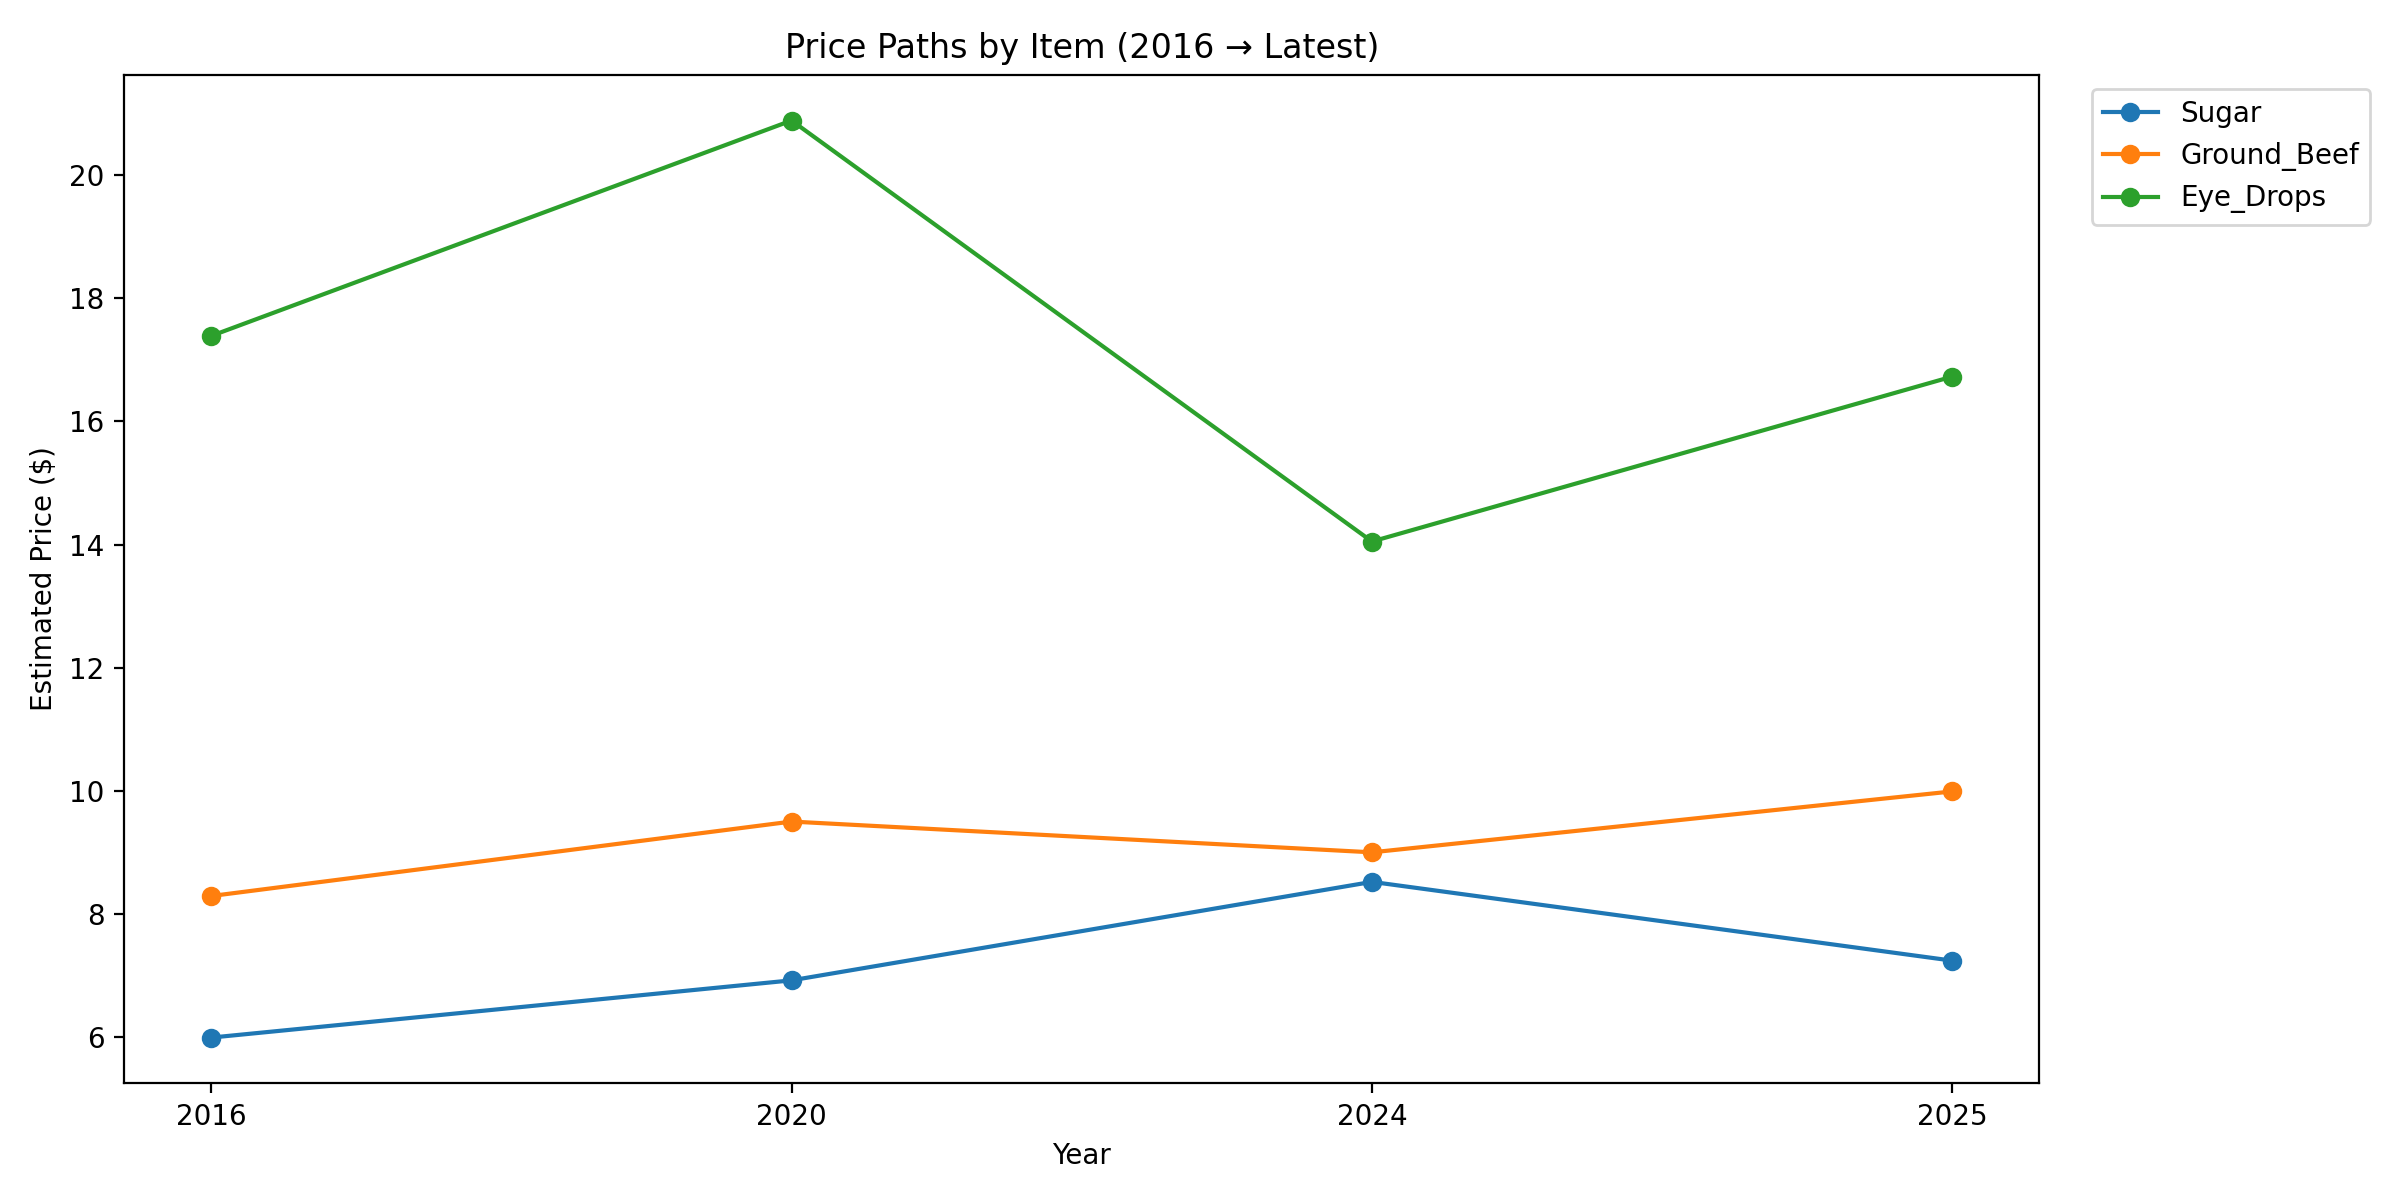 Price Paths by Item (2016 → Latest)
Sugar
Ground_Beef
Eye_Drops
Estimated Price ($)
20
18
16
14
12
10
8
6
2016 2020 2024 2025
Year